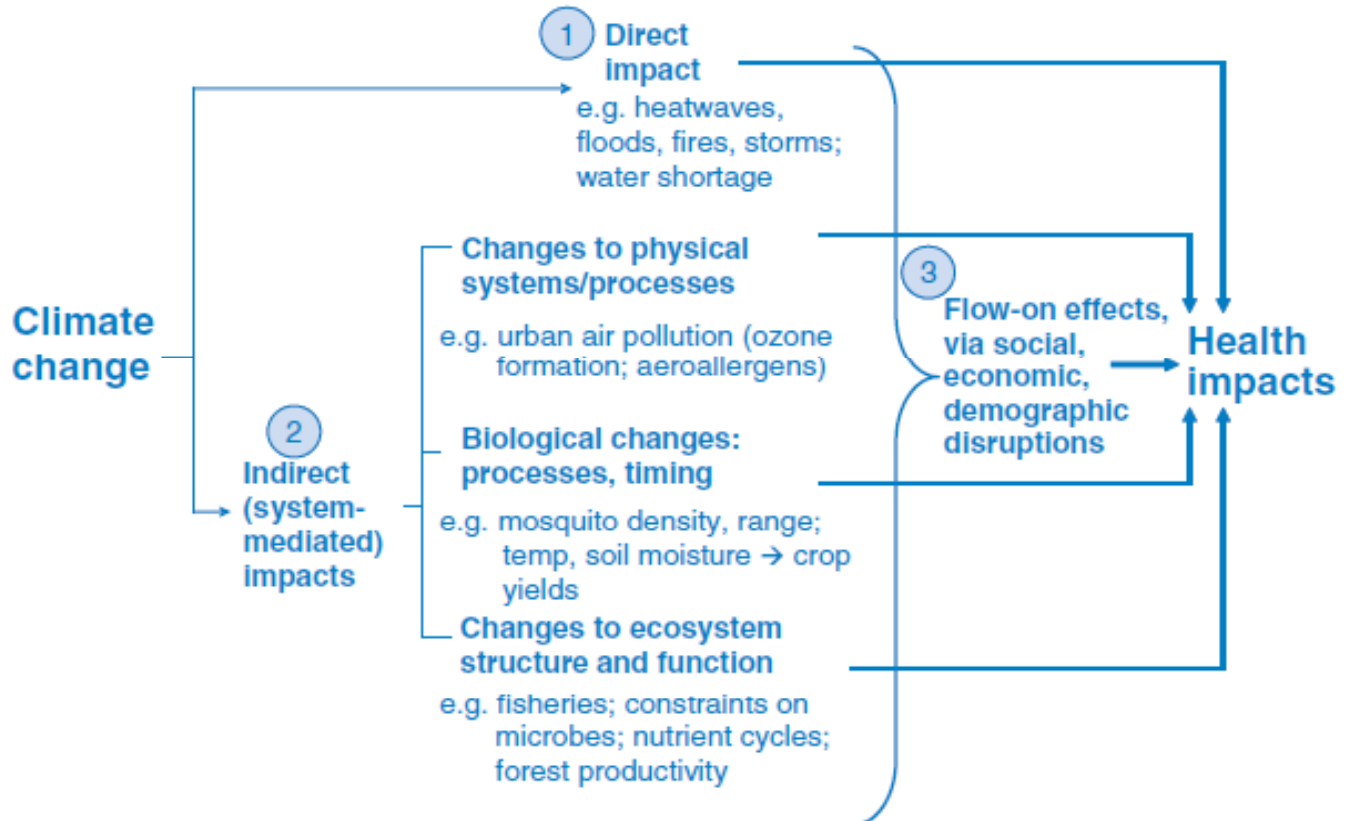 1
Direct
impact
e.g. heatwaves,
floods, fires, storms;
water shortage
Climate
change
2
Indirect
(system-
mediated)
impacts
Changes to physical
systems/processes
e.g. urban air pollution (ozone
formation; aeroallergens)
Biological changes:
processes, timing
e.g. mosquito density, range;
temp, soil moisture → crop
yields
Changes to ecosystem
structure and function
e.g. fisheries; constraints on
microbes; nutrient cycles;
forest productivity
3
Flow-on effects,
via social,
economic,
demographic
disruptions
Health
impacts